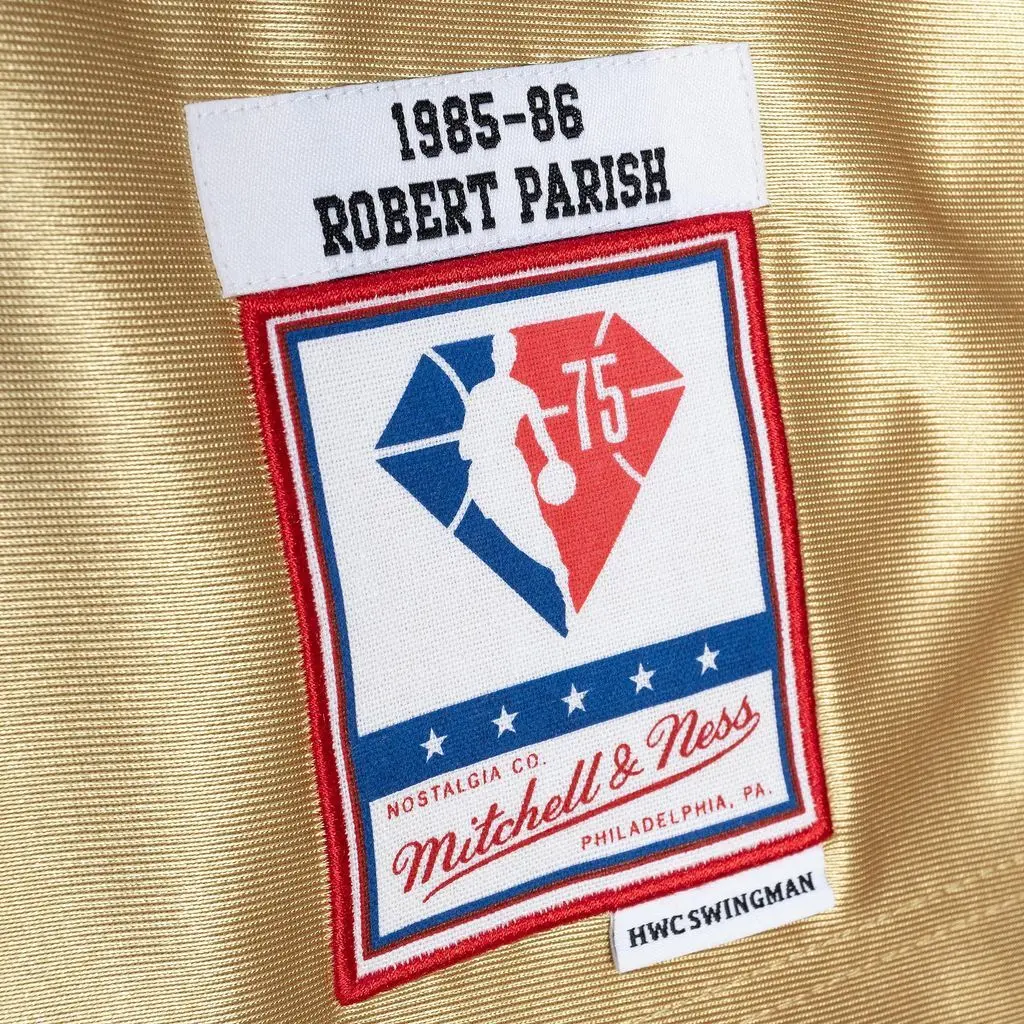 1985-86
ROBERT PARISH
75
NOSTALGIA CO.
Mitchell & Ness
PHILADELPHIA, PA.
HWC SWINGMAN